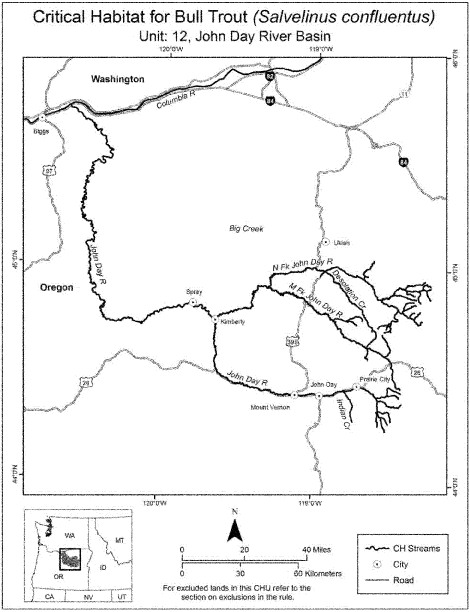 Critical Habitat for Bull Trout (Salvelinus confluentus)
Unit: 12, John Day River Basin
120°0'W
119°0'W
46°0'N
Washington
Columbia R
82
84
11
Biggs
97
84
Big Creek
Ukiah
45°0'N
45°0'N
John Day R
N Fk John Day R
Desolation Cr
M Fk John Day R
Oregon
Spray
Kimberly
395
26
John Day R
John Day
Prairie City
26
Mount Vernon
Indian Cr
44°0'N
44°0'N
120°0'W
119°0'W
WA
MT
OR
ID
CA
NV
UT
N
0
20
40 Miles
0
30
60 Kilometers
For excluded lands in this CHU refer to the
section on exclusions in the rule.
CH Streams
City
Road